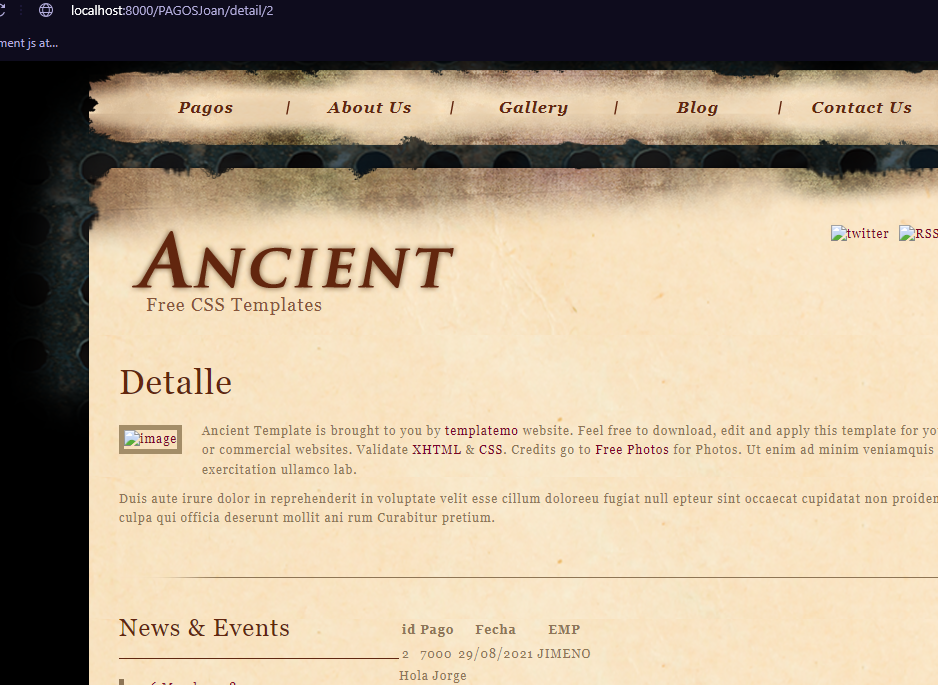 localhost:8000/PAGOSJoan/detail/2
ment js at...
Pagos | About Us | Gallery | Blog | Contact Us
Ancient
Free CSS Templates
twitter RSS
Detalle
image
Ancient Template is brought to you by templatemo website. Feel free to download, edit and apply this template for yo
or commercial websites. Validate XHTML & CSS. Credits go to Free Photos for Photos. Ut enim ad minim veniamquis
exercitation ullamco lab.
Duis aute irure dolor in reprehenderit in voluptate velit esse cillum doloreeu fugiat null epteur sint occaecat cupidatat non proiden
culpa qui officia deserunt mollit ani rum Curabitur pretium.
News & Events
id Pago Fecha EMP
2 7000 29/08/2021 JIMENO
Hola Jorge